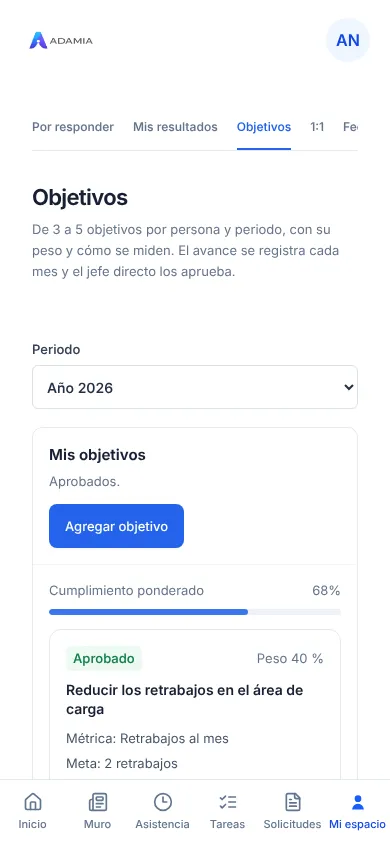 ADAMIA
AN
Por responder Mis resultados Objetivos 1:1
Objetivos
De 3 a 5 objetivos por persona y periodo, con su
peso y cómo se miden. El avance se registra cada
mes y el jefe directo los aprueba.
Periodo
Año 2026
Mis objetivos
Aprobados.
Agregar objetivo
Cumplimiento ponderado 68%
Aprobado Peso 40 %
Reducir los retrabajos en el área de
carga
Métrica: Retrabajos al mes
Meta: 2 retrabajos
Inicio Muro Asistencia Tareas Solicitudes Mi espacio